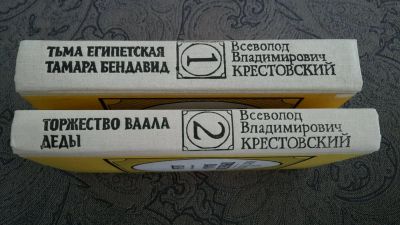 ТЬМА ЕГИПЕТСКАЯ
ТАМАРА БЕНДАВИД
1
Всеволод
Владимирович
КРЕСТОВСКИЙ
ТОРЖЕСТВО ВААЛА
ДЕДЫ
2
Всеволод
Владимирович
КРЕСТОВСКИЙ